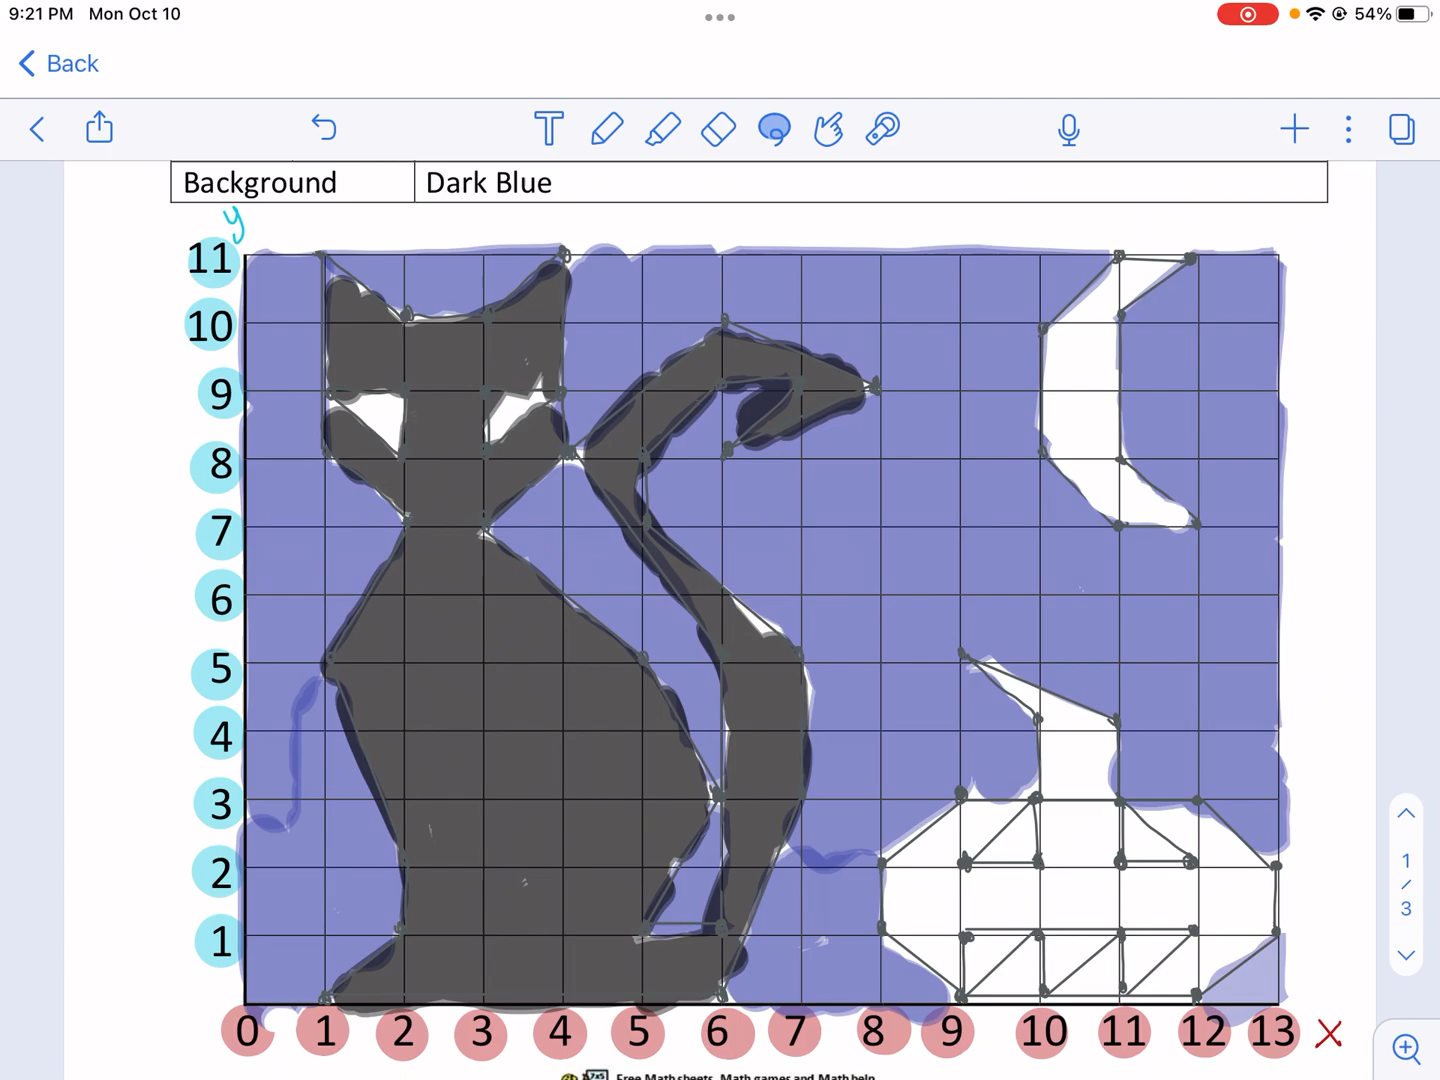 9:21 PM Mon Oct 10
54%
Back
T
Background Dark Blue
y
11
10
9
8
7
6
5
4
3
2
1
0 1 2 3 4 5 6 7 8 9 10 11 12 13 X
1
/
3
Free Math sheets, Math games and Math help